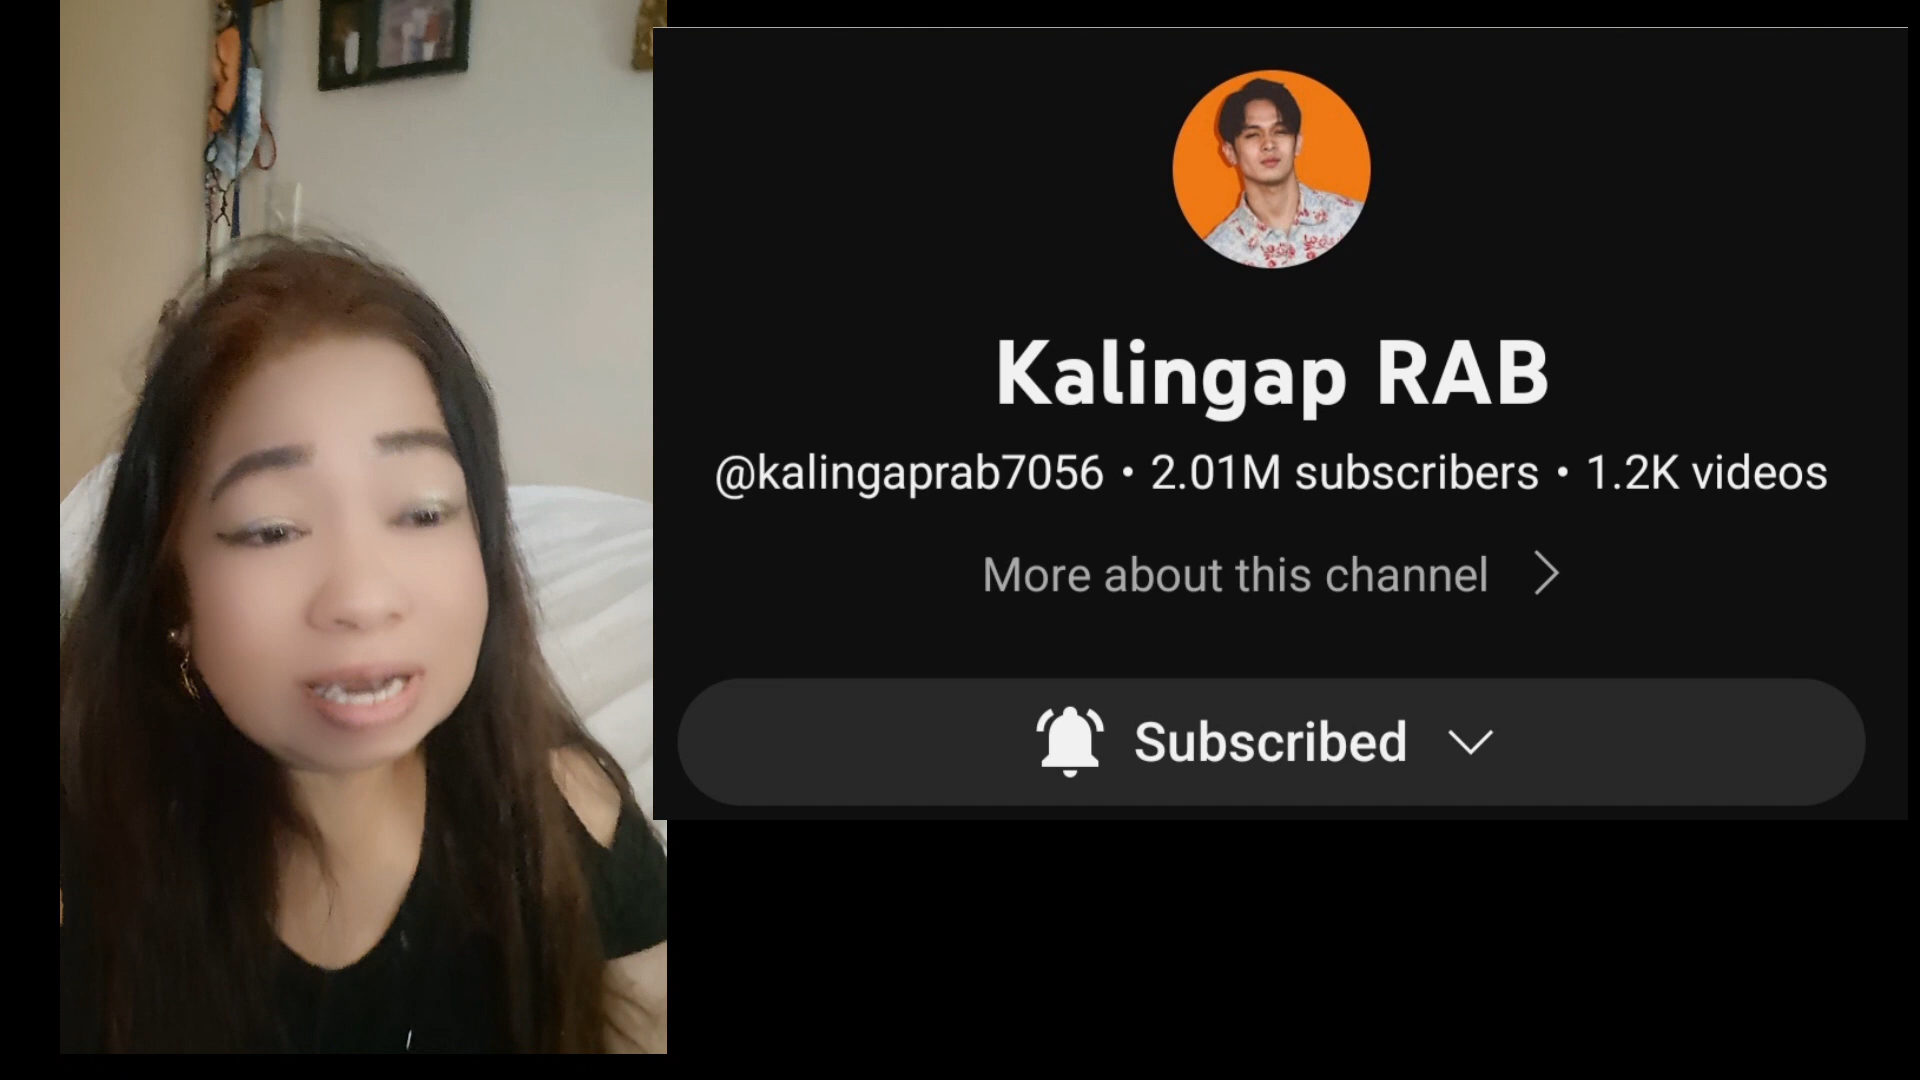 Kalingap RAB
@kalingaprab7056 • 2.01M subscribers • 1.2K videos
More about this channel
Subscribed